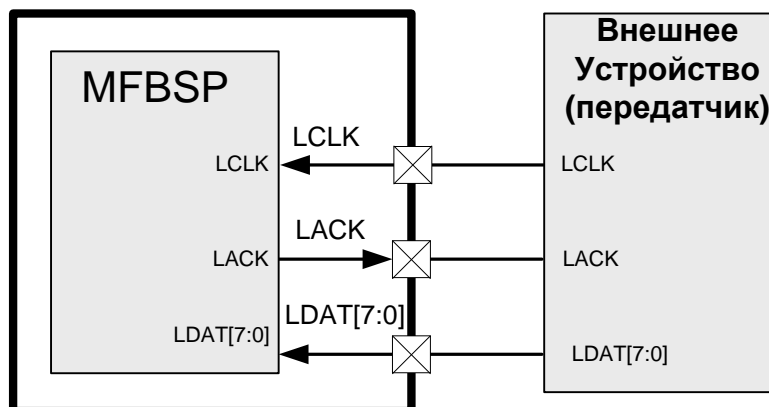 Внешнее
Устройство
(передатчик)
MFBSP
LCLK
LCLK
LCLK
LACK
LACK
LACK
LDAT[7:0]
LDAT[7:0]
LDAT[7:0]